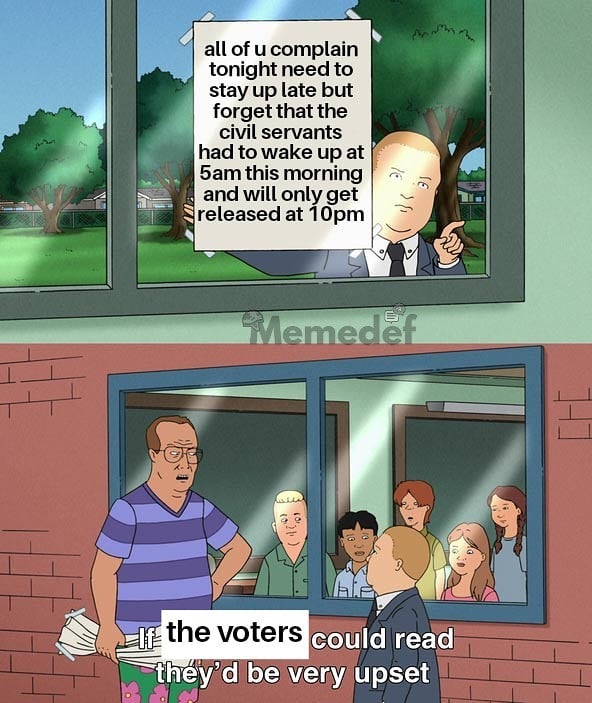 all of u complain
tonight need to
stay up late but
forget that the
civil servants
had to wake up at
5am this morning
and will only get
released at 10pm
Memedef
If the voters could read
they'd be very upset